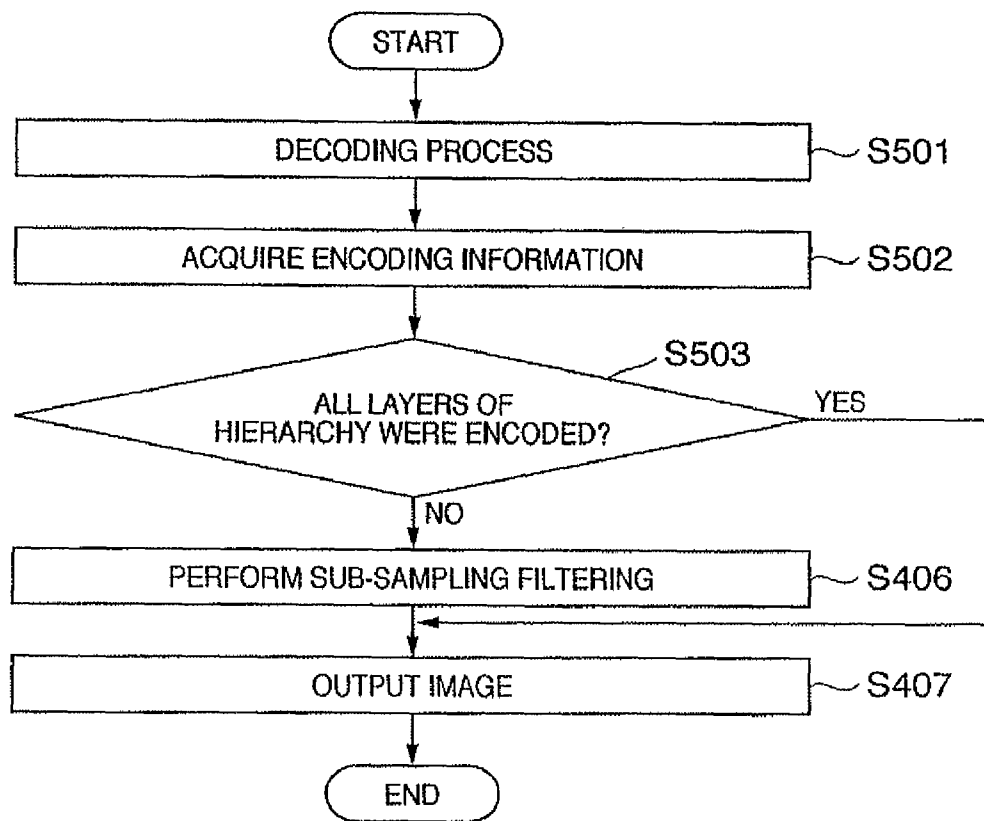 START
DECODING PROCESS
S501
ACQUIRE ENCODING INFORMATION
S502
S503
ALL LAYERS OF
HIERARCHY WERE ENCODED?
YES
NO
PERFORM SUB-SAMPLING FILTERING
S406
OUTPUT IMAGE
S407
END